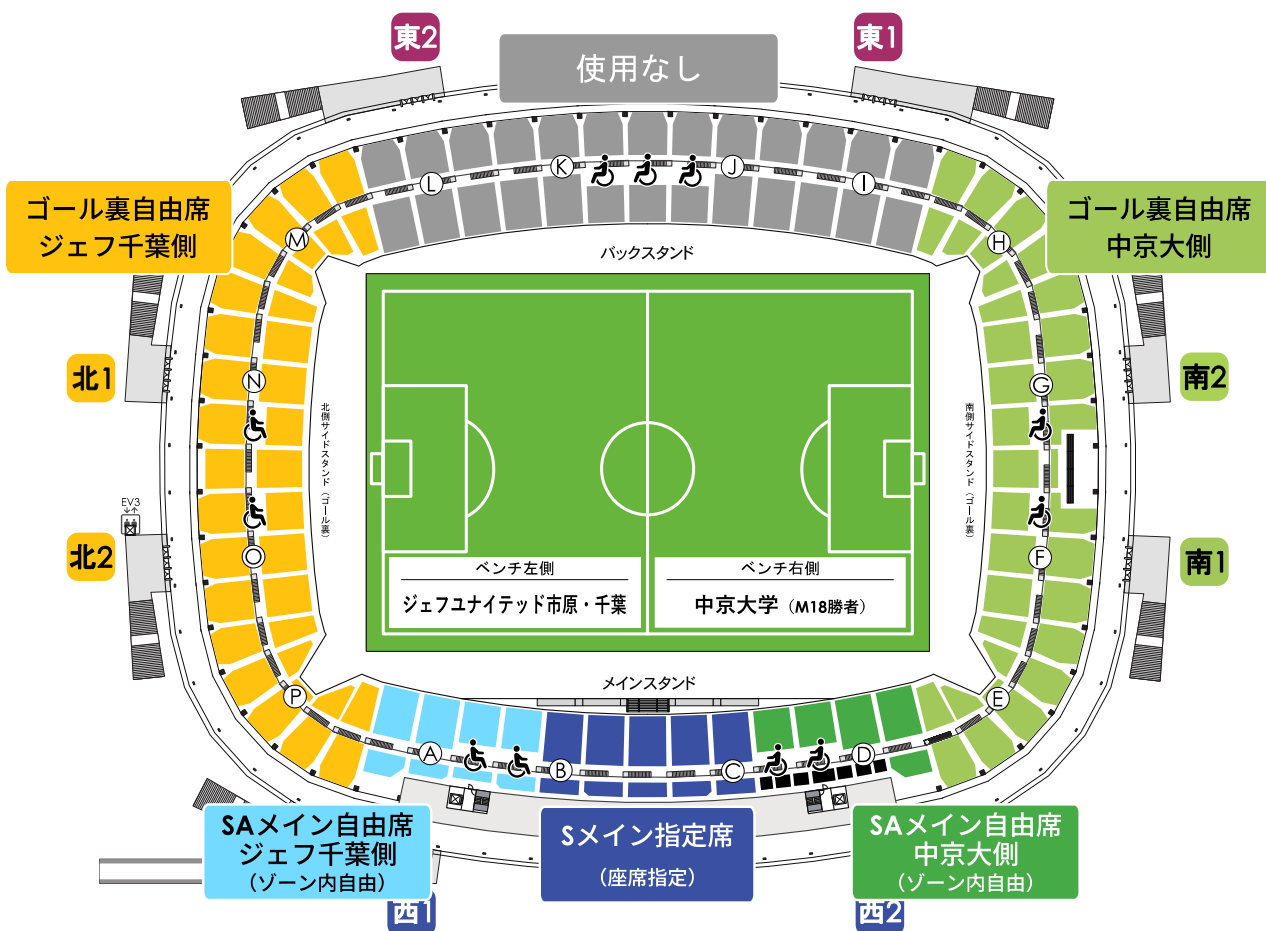 東2
東1
使用なし
K
J
L
I
ゴール裏自由席
ジェフ千葉側
ゴール裏自由席
中京大側
M
H
バックスタンド
北1
N
G
南2
北側サイドスタンド（ゴール裏）
南側サイドスタンド（ゴール裏）
EV3
北2
O
F
南1
ベンチ左側
ジェフユナイテッド市原・千葉
ベンチ右側
中京大学（M18勝者）
メインスタンド
P
E
A
B
C
D
SAメイン自由席
ジェフ千葉側
（ゾーン内自由）
Sメイン指定席
（座席指定）
SAメイン自由席
中京大側
（ゾーン内自由）
西1
西2